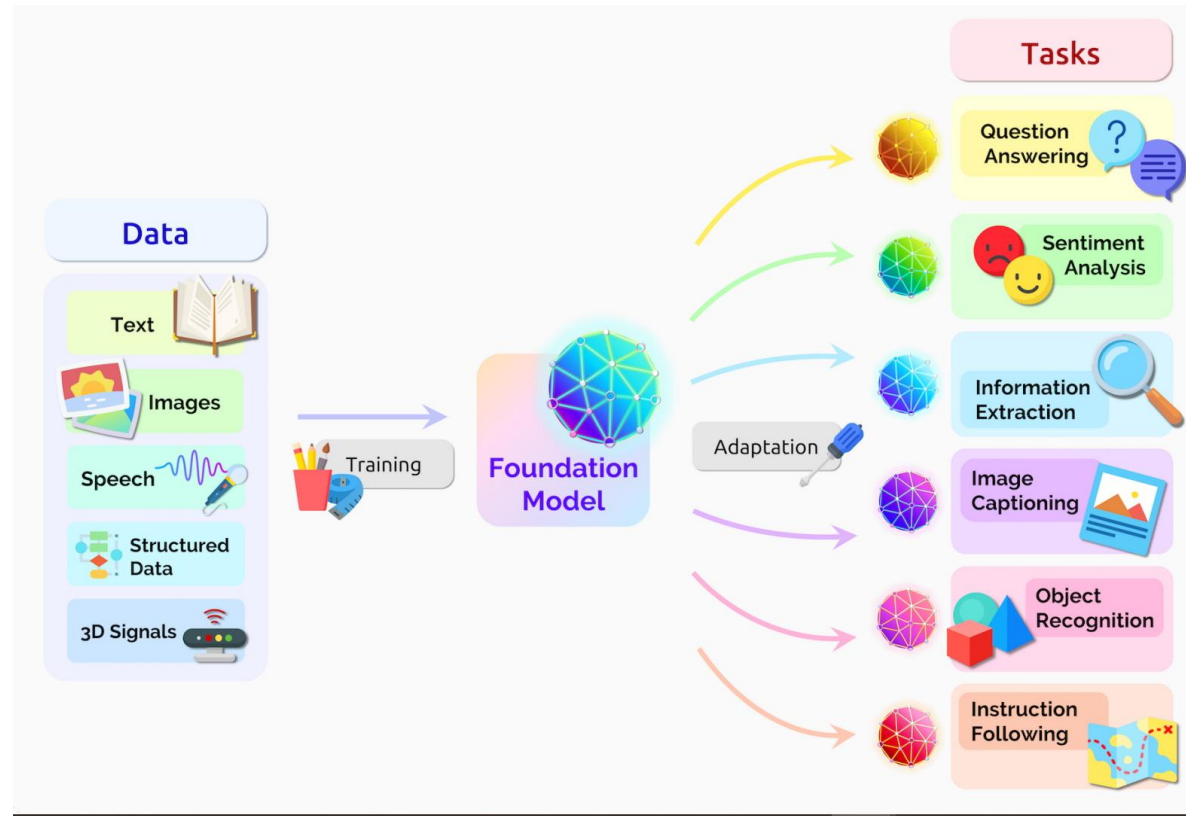 Data
Text
Images
Speech
Structured
Data
3D Signals
Training
Foundation
Model
Adaptation
Tasks
Question
Answering
?
Sentiment
Analysis
Information
Extraction
Image
Captioning
Object
Recognition
Instruction
Following